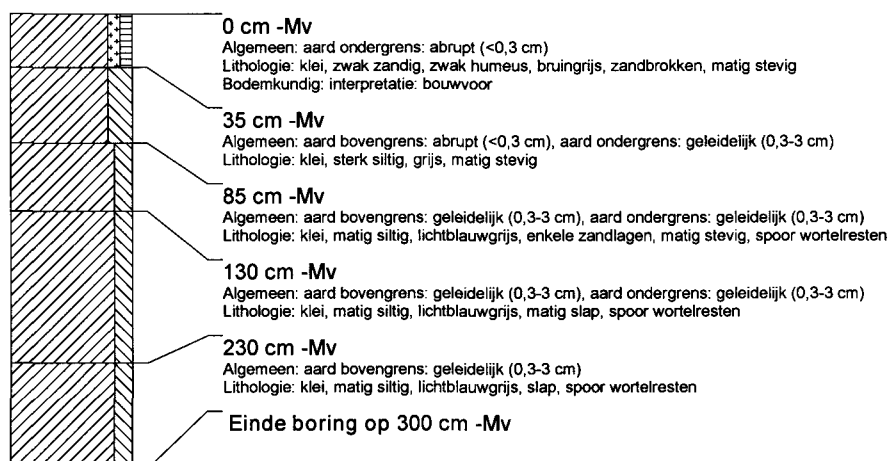 0 cm -Mv
Algemeen: aard ondergrens: abrupt (<0,3 cm)
Lithologie: klei, zwak zandig, zwak humeus, bruingrijs, zandbrokken, matig stevig
Bodemkundig: interpretatie: bouwvoor
35 cm -Mv
Algemeen: aard bovengrens: abrupt (<0,3 cm), aard ondergrens: geleidelijk (0,3-3 cm)
Lithologie: klei, sterk siltig, grijs, matig stevig
85 cm -Mv
Algemeen: aard bovengrens: geleidelijk (0,3-3 cm), aard ondergrens: geleidelijk (0,3-3 cm)
Lithologie: klei, matig siltig, lichtblauwgrijs, enkele zandlagen, matig stevig, spoor wortelresten
130 cm -Mv
Algemeen: aard bovengrens: geleidelijk (0,3-3 cm), aard ondergrens: geleidelijk (0,3-3 cm)
Lithologie: klei, matig siltig, lichtblauwgrijs, matig slap, spoor wortelresten
230 cm -Mv
Algemeen: aard bovengrens: geleidelijk (0,3-3 cm)
Lithologie: klei, matig siltig, lichtblauwgrijs, slap, spoor wortelresten
Einde boring op 300 cm -Mv